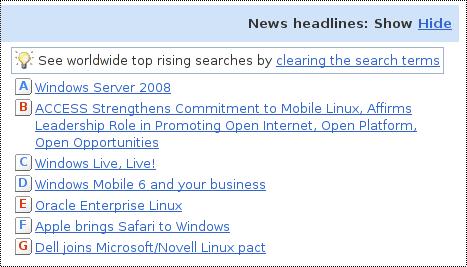 News headlines: Show Hide
See worldwide top rising searches by clearing the search terms
A Windows Server 2008
B ACCESS Strengthens Commitment to Mobile Linux, Affirms
Leadership Role in Promoting Open Internet, Open Platform,
Open Opportunities
C Windows Live, Live!
D Windows Mobile 6 and your business
E Oracle Enterprise Linux
F Apple brings Safari to Windows
G Dell joins Microsoft/Novell Linux pact